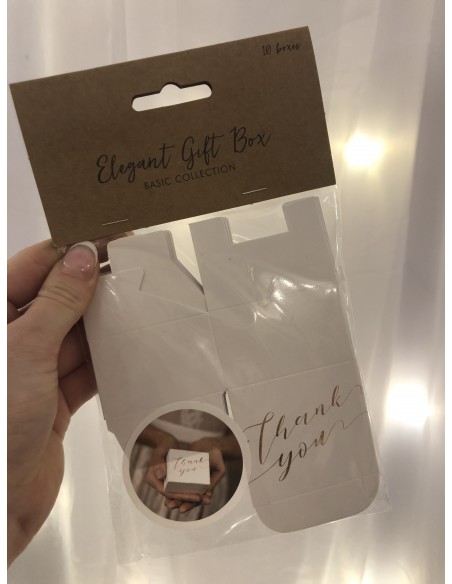 10 boxes
Elegant Gift Box
BASIC COLLECTION
Thank
you
Thank
you